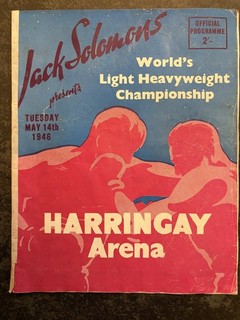 Jack Solomons
presents
OFFICIAL
PROGRAMME
2/-
TUESDAY
MAY 14th
1946
World's
Light Heavyweight
Championship
HARRINGAY
Arena